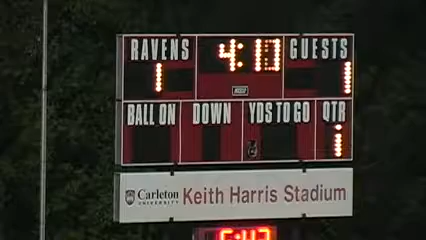 RAVENS 4:10 GUESTS
1 1
BALL ON DOWN YDS TO GO QTR
1
Carleton UNIVERSITY Keith Harris Stadium